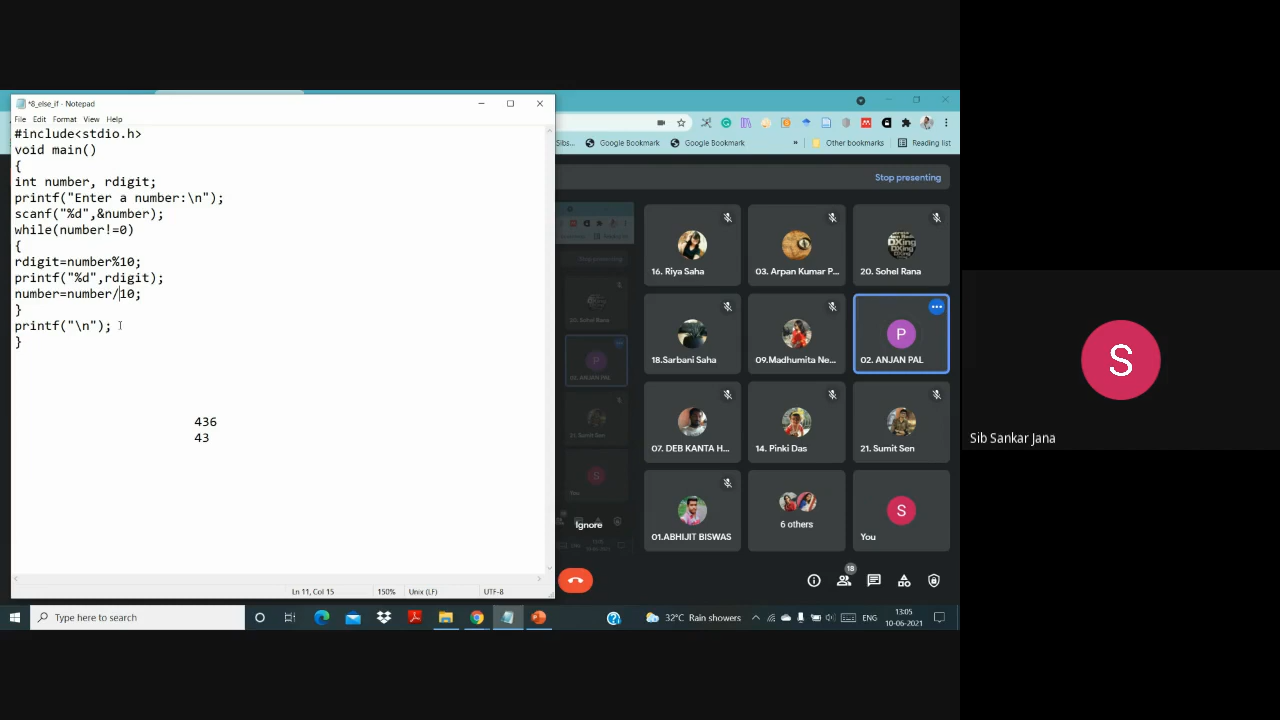 *8_else_if - Notepad
File Edit Format View Help
#include<stdio.h>
void main()
{
int number, rdigit;
printf("Enter a number:\n");
scanf("%d",&number);
while(number!=0)
{
rdigit=number%10;
printf("%d",rdigit);
number=number/10;
}
printf("\n");
}
436
43
Ln 11, Col 15 150% Unix (LF) UTF-8
Google Bookmark Google Bookmark » Other bookmarks Reading list
Stop presenting
16. Riya Saha
03. Arpan Kumar P...
20. Sohel Rana
18.Sarbani Saha
09.Madhumita Ne...
P
02. ANJAN PAL
07. DEB KANTA H...
14. Pinki Das
21. Sumit Sen
01.ABHIJIT BISWAS
6 others
S
You
Ignore
18
S
Sib Sankar Jana
Type here to search
32°C Rain showers
ENG
13:05
10-06-2021